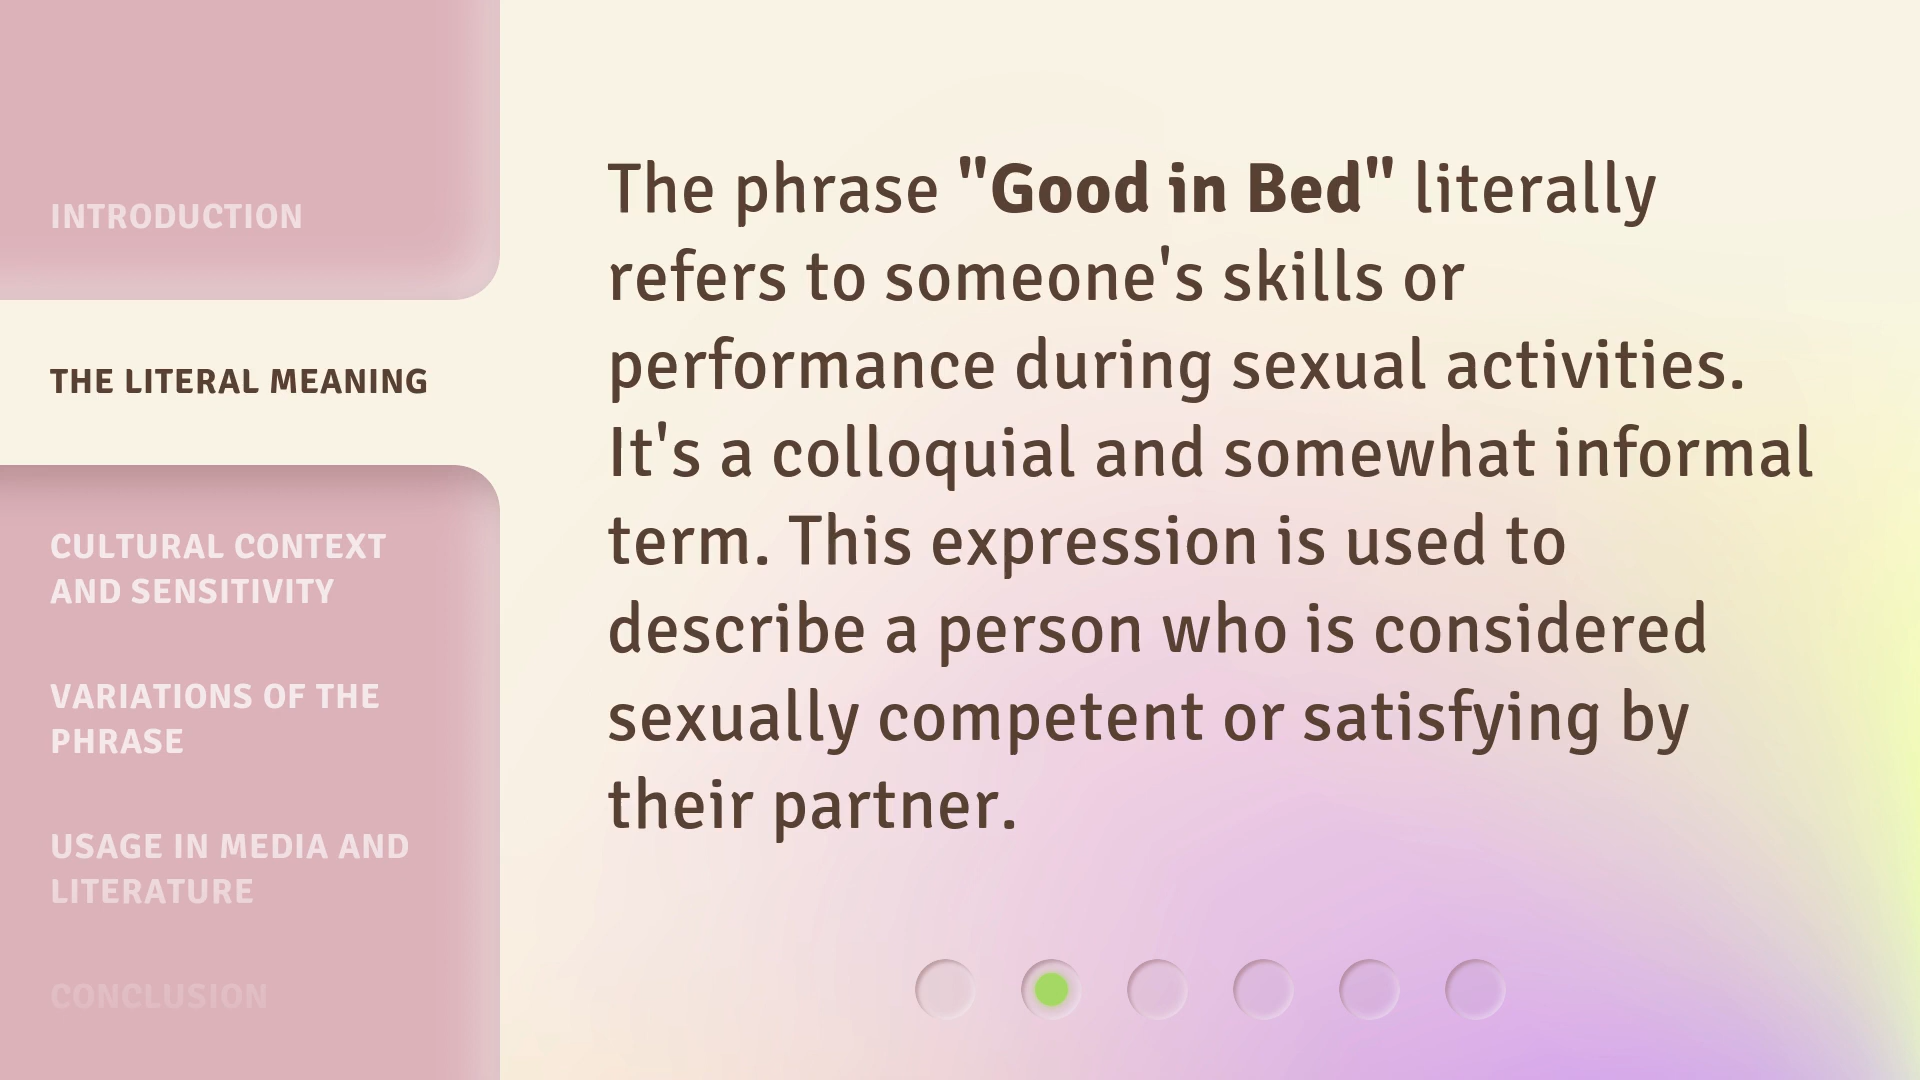 INTRODUCTION
THE LITERAL MEANING
CULTURAL CONTEXT
AND SENSITIVITY
VARIATIONS OF THE
PHRASE
USAGE IN MEDIA AND
LITERATURE
CONCLUSION
The phrase "Good in Bed" literally
refers to someone's skills or
performance during sexual activities.
It's a colloquial and somewhat informal
term. This expression is used to
describe a person who is considered
sexually competent or satisfying by
their partner.